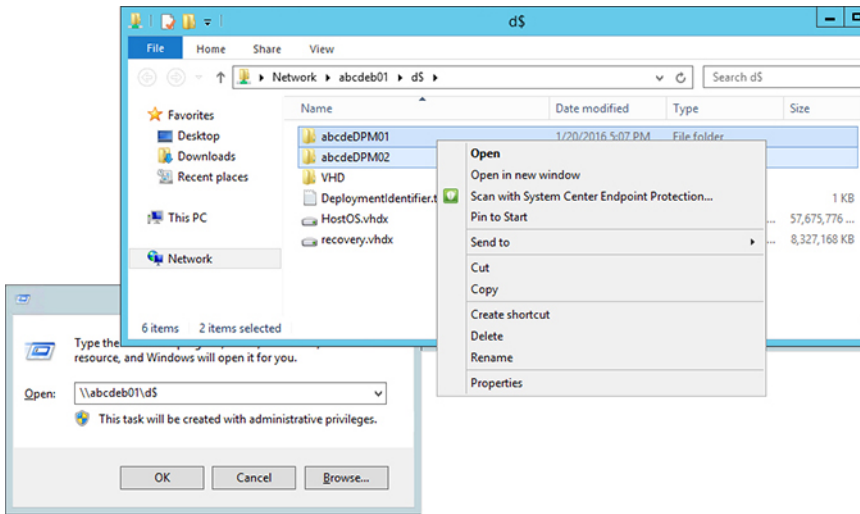 d$
File Home Share View
Network abcdeb01 d$
Search d$
Name Date modified Type Size
Favorites
Desktop
Downloads
Recent places
This PC
Network
abcdeDPM01 1/20/2016 5:07 PM File folder
abcdeDPM02
VHD
DeploymentIdentifier.t 1 KB
HostOS.vhdx ... 57,675,776 ...
recovery.vhdx ... 8,327,168 KB
6 items 2 items selected
Open
Open in new window
Scan with System Center Endpoint Protection...
Pin to Start
Send to
Cut
Copy
Create shortcut
Delete
Rename
Properties
Type the
resource, and Windows will open it for you.
Open: \\abcdeb01\d$
This task will be created with administrative privileges.
OK Cancel Browse...